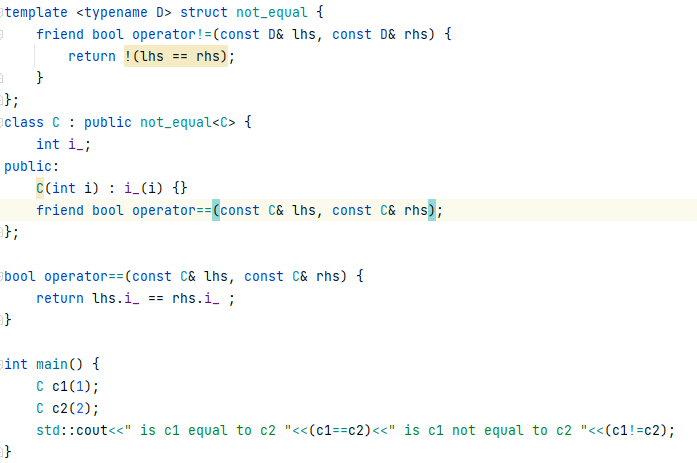 template <typename D> struct not_equal {
    friend bool operator!=(const D& lhs, const D& rhs) {
        return !(lhs == rhs);
    }
};
class C : public not_equal<C> {
    int i_;
public:
    C(int i) : i_(i) {}
    friend bool operator==(const C& lhs, const C& rhs);
};

bool operator==(const C& lhs, const C& rhs) {
    return lhs.i_ == rhs.i_ ;
}

int main() {
    C c1(1);
    C c2(2);
    std::cout<<" is c1 equal to c2 "<<(c1==c2)<<" is c1 not equal to c2 "<<(c1!=c2);
}